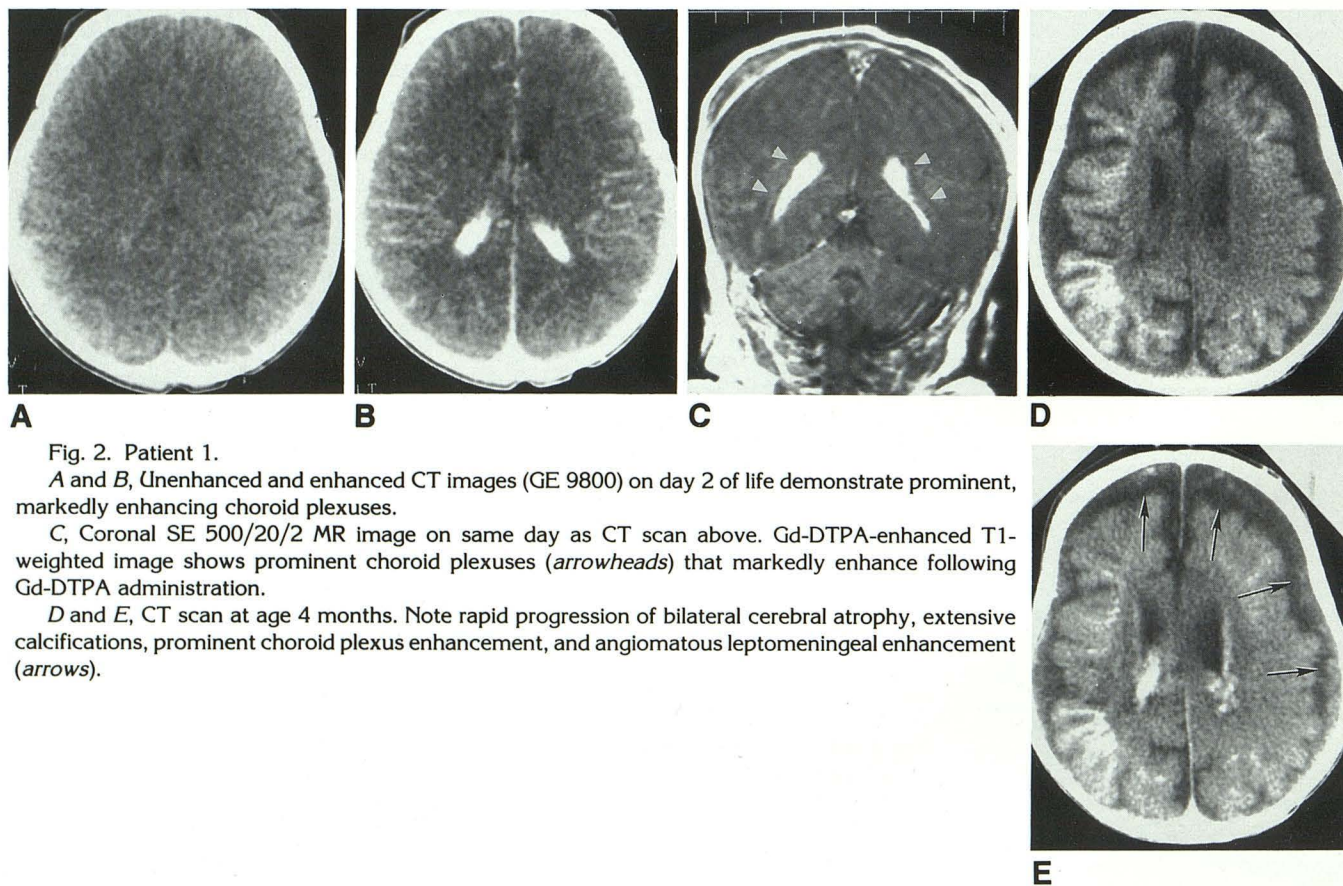 A
B
C
D
Fig. 2. Patient 1.
A and B, Unenhanced and enhanced CT images (GE 9800) on day 2 of life demonstrate prominent,
markedly enhancing choroid plexuses.
C, Coronal SE 500/20/2 MR image on same day as CT scan above. Gd-DTPA-enhanced T1-
weighted image shows prominent choroid plexuses (arrowheads) that markedly enhance following
Gd-DTPA administration.
D and E, CT scan at age 4 months. Note rapid progression of bilateral cerebral atrophy, extensive
calcifications, prominent choroid plexus enhancement, and angiomatous leptomeningeal enhancement
(arrows).
E